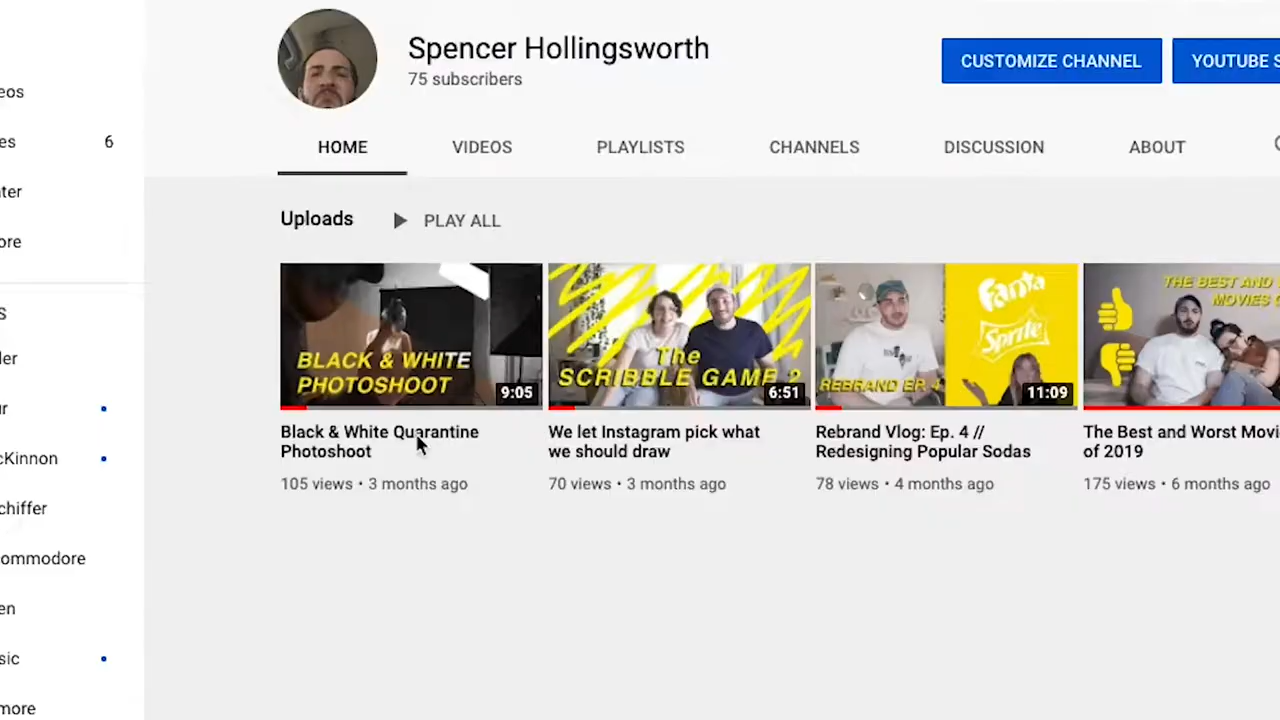 Spencer Hollingsworth
75 subscribers
CUSTOMIZE CHANNEL
YOUTUBE S
eos
es 6
ter
ore
S
ler
r
cKinnon
chiffer
ommodore
en
sic
more
HOME VIDEOS PLAYLISTS CHANNELS DISCUSSION ABOUT
Uploads PLAY ALL
BLACK & WHITE
PHOTOSHOOT
9:05
The
SCRIBBLE GAME 2
6:51
Fanta
Sprite
REBRAND EP. 4
11:09
THE BEST AND
MOVIES
Black & White Quarantine
Photoshoot
105 views • 3 months ago
We let Instagram pick what
we should draw
70 views • 3 months ago
Rebrand Vlog: Ep. 4 //
Redesigning Popular Sodas
78 views • 4 months ago
The Best and Worst Movi
of 2019
175 views • 6 months ago